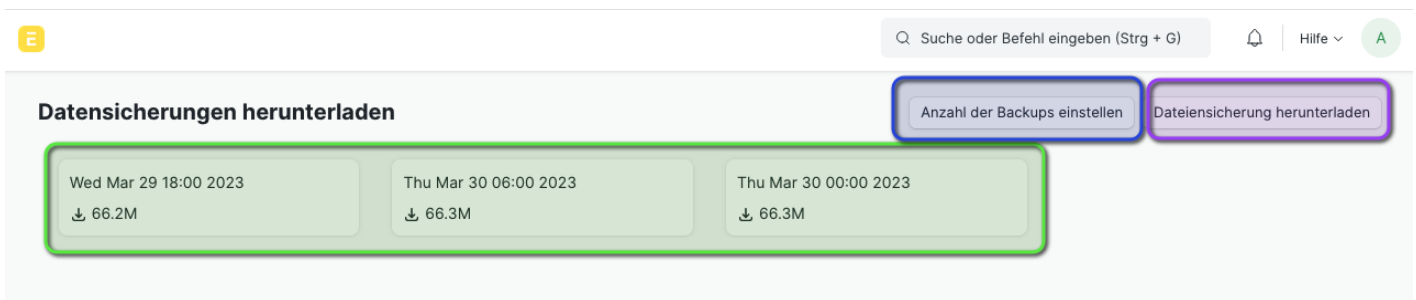 E
Suche oder Befehl eingeben (Strg + G)
Hilfe
A
Datensicherungen herunterladen
Anzahl der Backups einstellen
Dateiensicherung herunterladen
Wed Mar 29 18:00 2023
Thu Mar 30 06:00 2023
Thu Mar 30 00:00 2023
66.2M
66.3M
66.3M